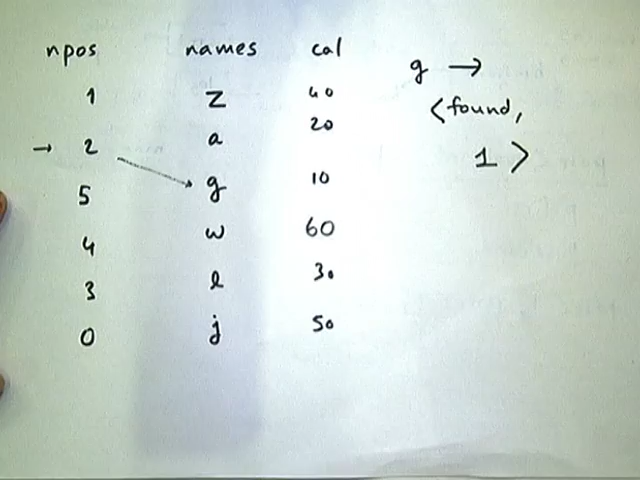 npos names cal
1 z 40
→ 2 a 20
5 g 10
4 w 60
3 l 30
0 j 50
g →
<found,
1>